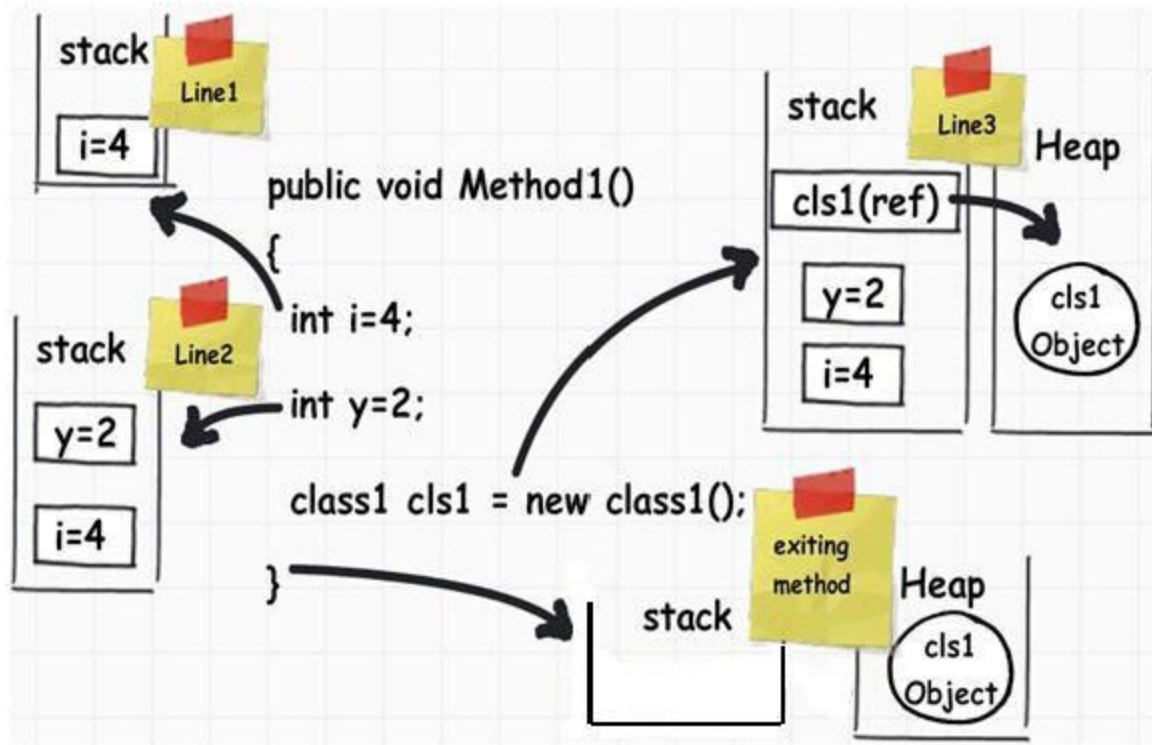 stack
Line1
i=4
public void Method1()
{
int i=4;
stack
Line2
y=2
i=4
int y=2;
class1 cls1 = new class1();
}
stack
Line3
Heap
cls1(ref)
y=2
i=4
cls1
Object
exiting
method
stack
Heap
cls1
Object